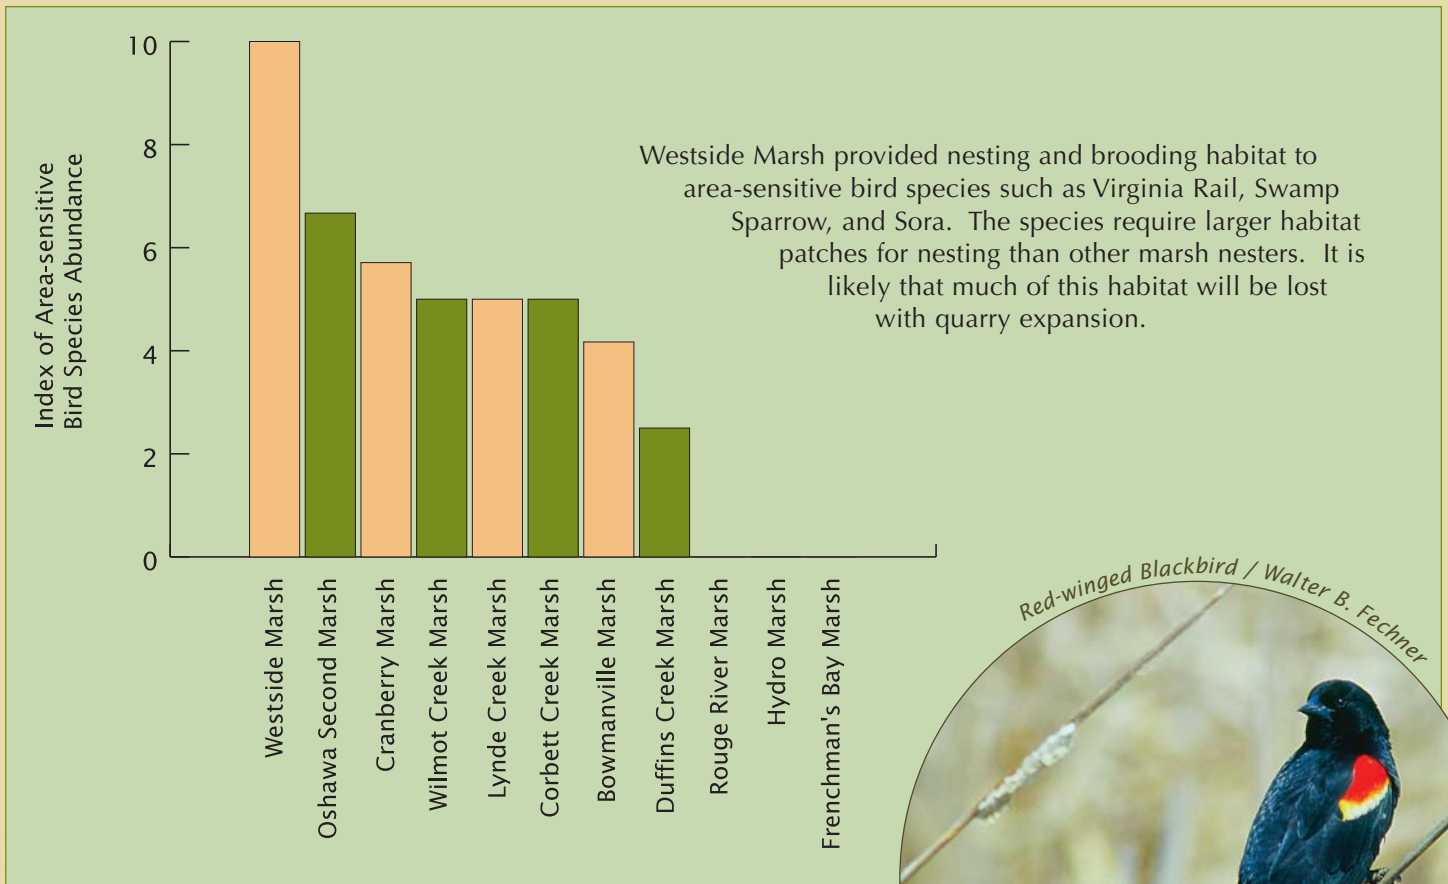 10
8
6
4
2
0
Index of Area-sensitive
Bird Species Abundance
Westside Marsh provided nesting and brooding habitat to
area-sensitive bird species such as Virginia Rail, Swamp
Sparrow, and Sora.  The species require larger habitat
patches for nesting than other marsh nesters.  It is
likely that much of this habitat will be lost
with quarry expansion.
Westside Marsh
Oshawa Second Marsh
Cranberry Marsh
Wilmot Creek Marsh
Lynde Creek Marsh
Corbett Creek Marsh
Bowmanville Marsh
Duffins Creek Marsh
Rouge River Marsh
Hydro Marsh
Frenchman's Bay Marsh
Red-winged Blackbird / Walter B. Fechner